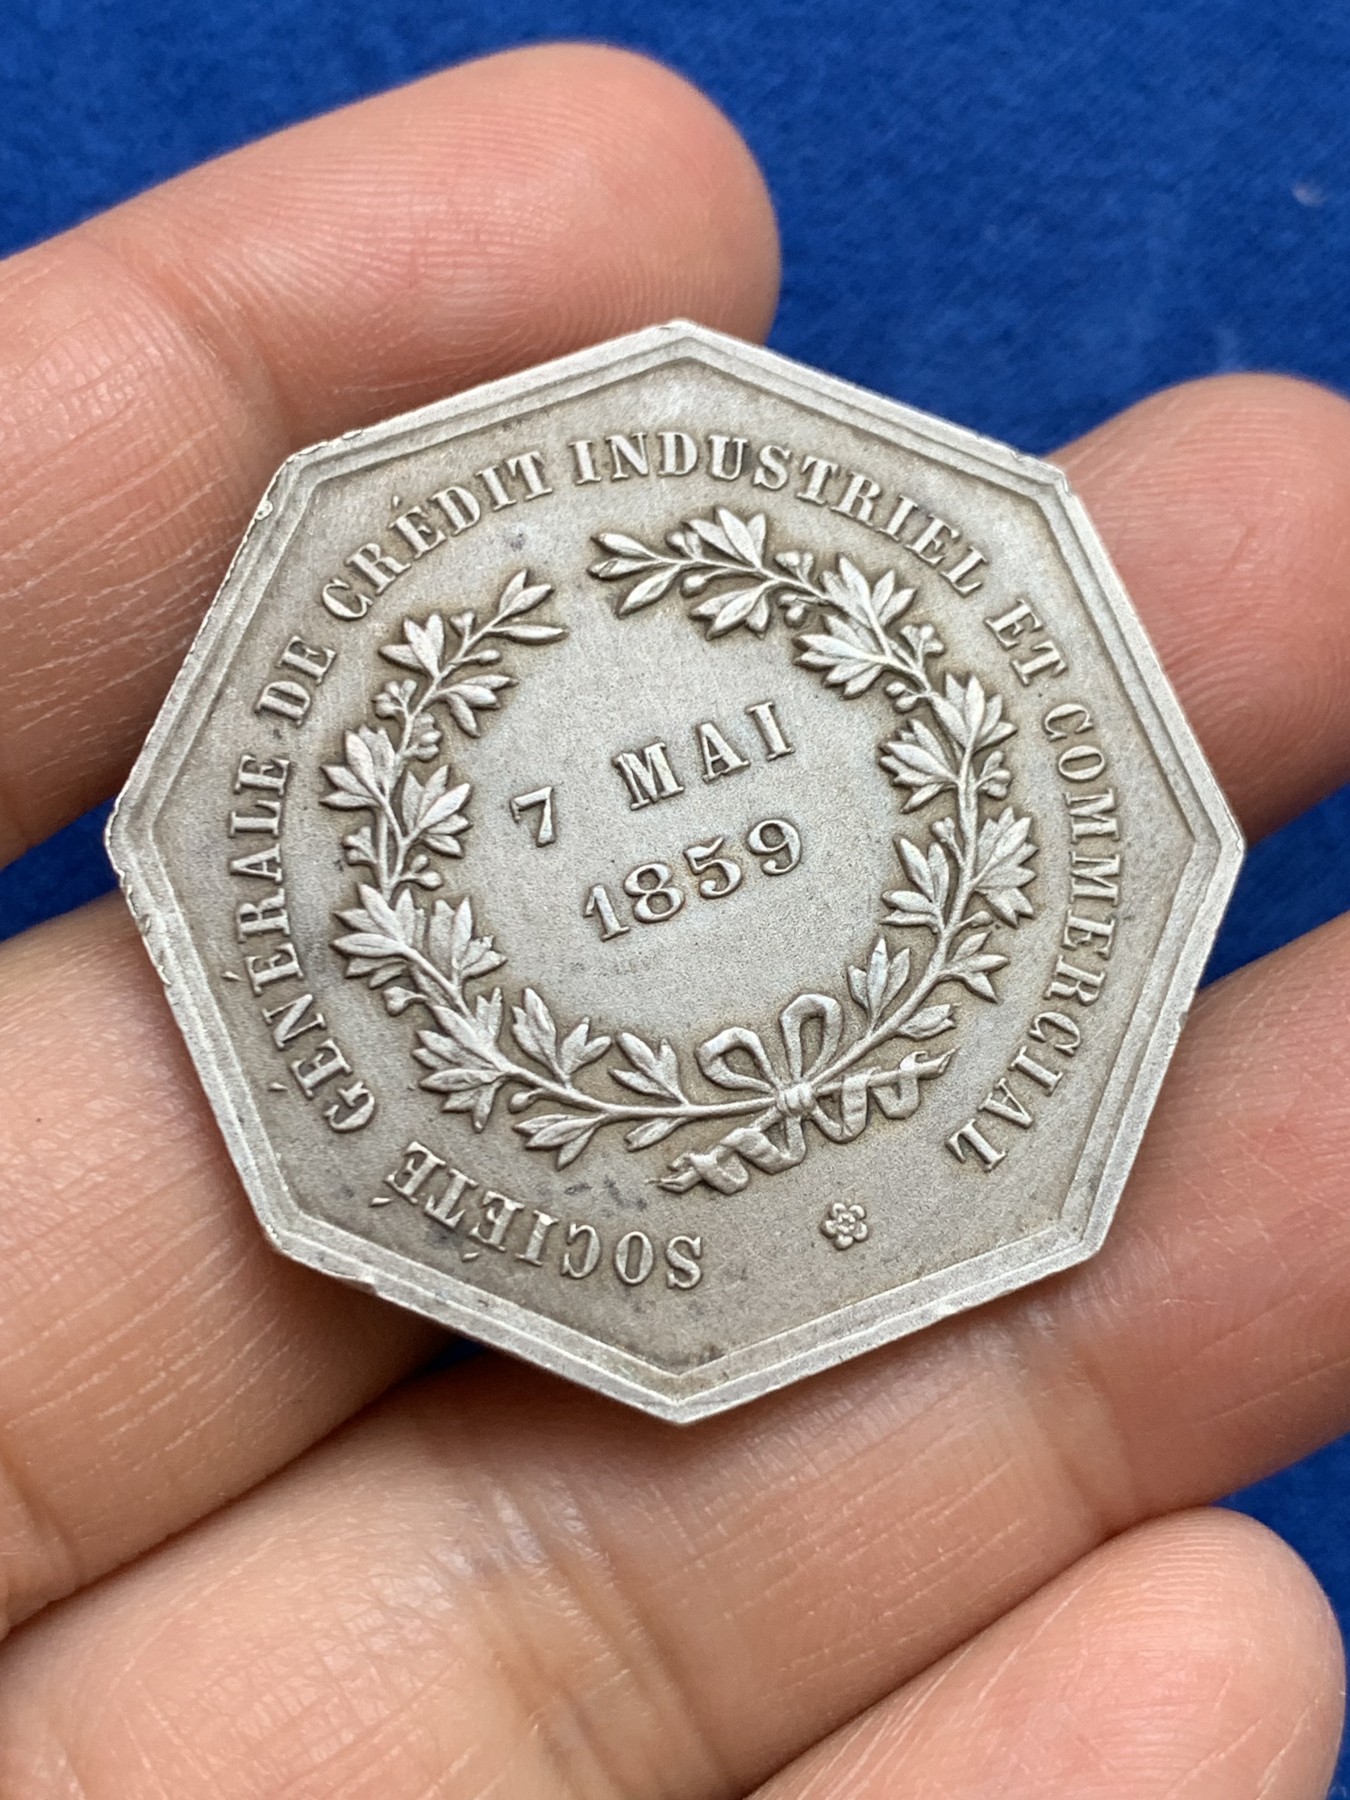 SOCIÉTÉ GÉNÉRALE DE CRÉDIT INDUSTRIEL ET COMMERCIAL
7 MAI
1859